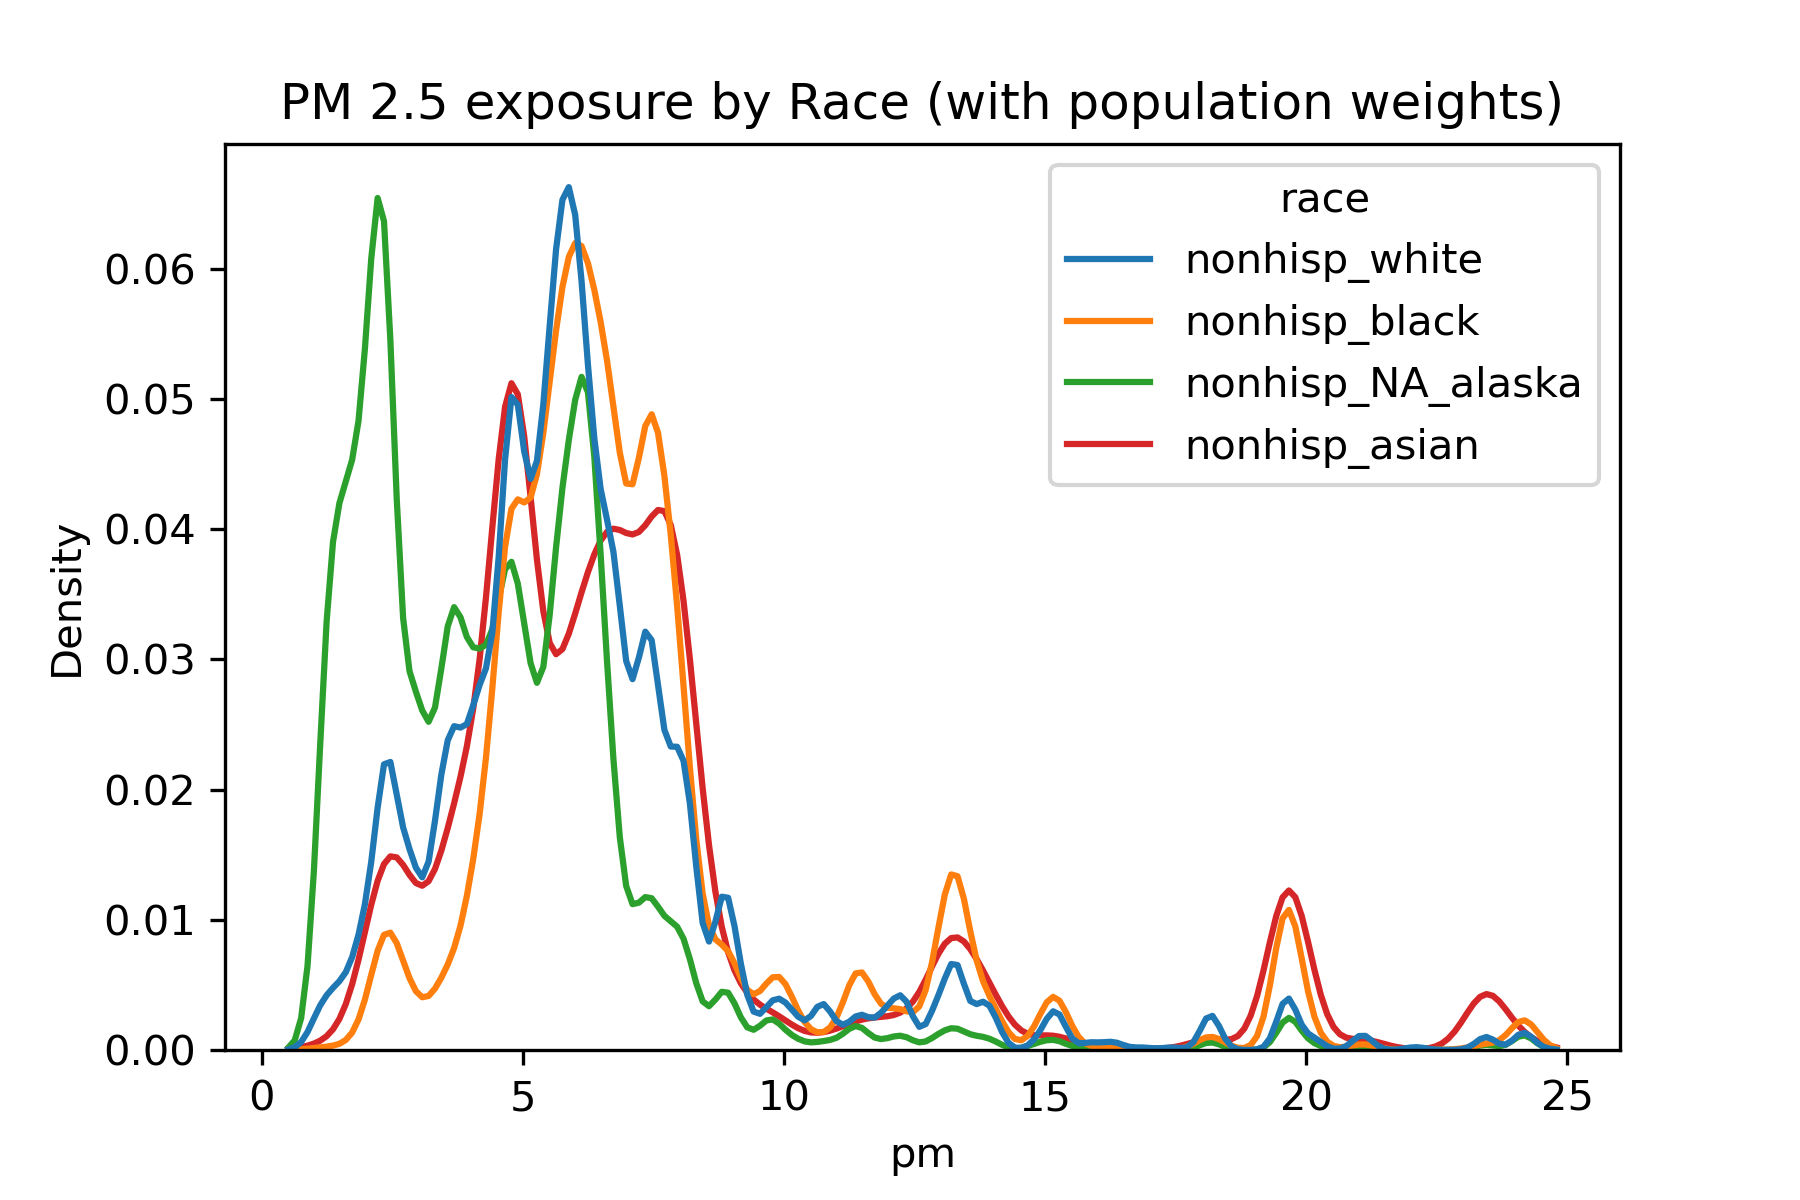 PM 2.5 exposure by Race (with population weights)
race
nonhisp_white
nonhisp_black
nonhisp_NA_alaska
nonhisp_asian
Density
0.06
0.05
0.04
0.03
0.02
0.01
0.00
0 5 10 15 20 25
pm